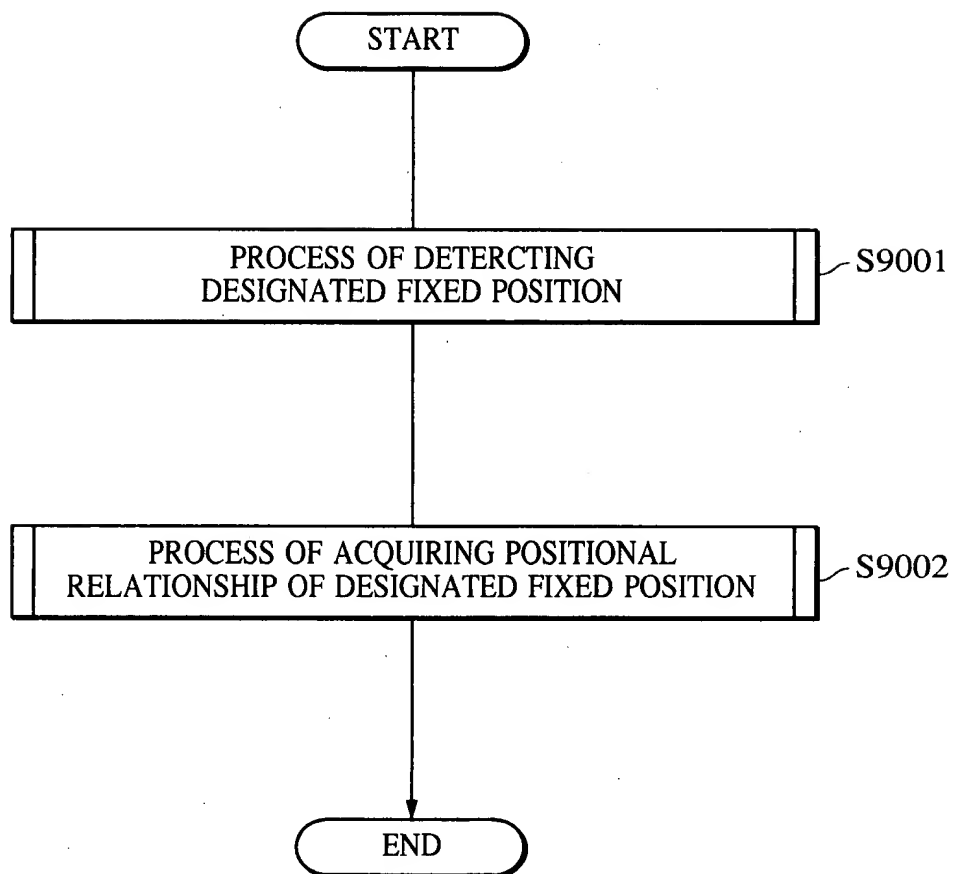 START
PROCESS OF DETERCTING
DESIGNATED FIXED POSITION
S9001
PROCESS OF ACQUIRING POSITIONAL
RELATIONSHIP OF DESIGNATED FIXED POSITION
S9002
END